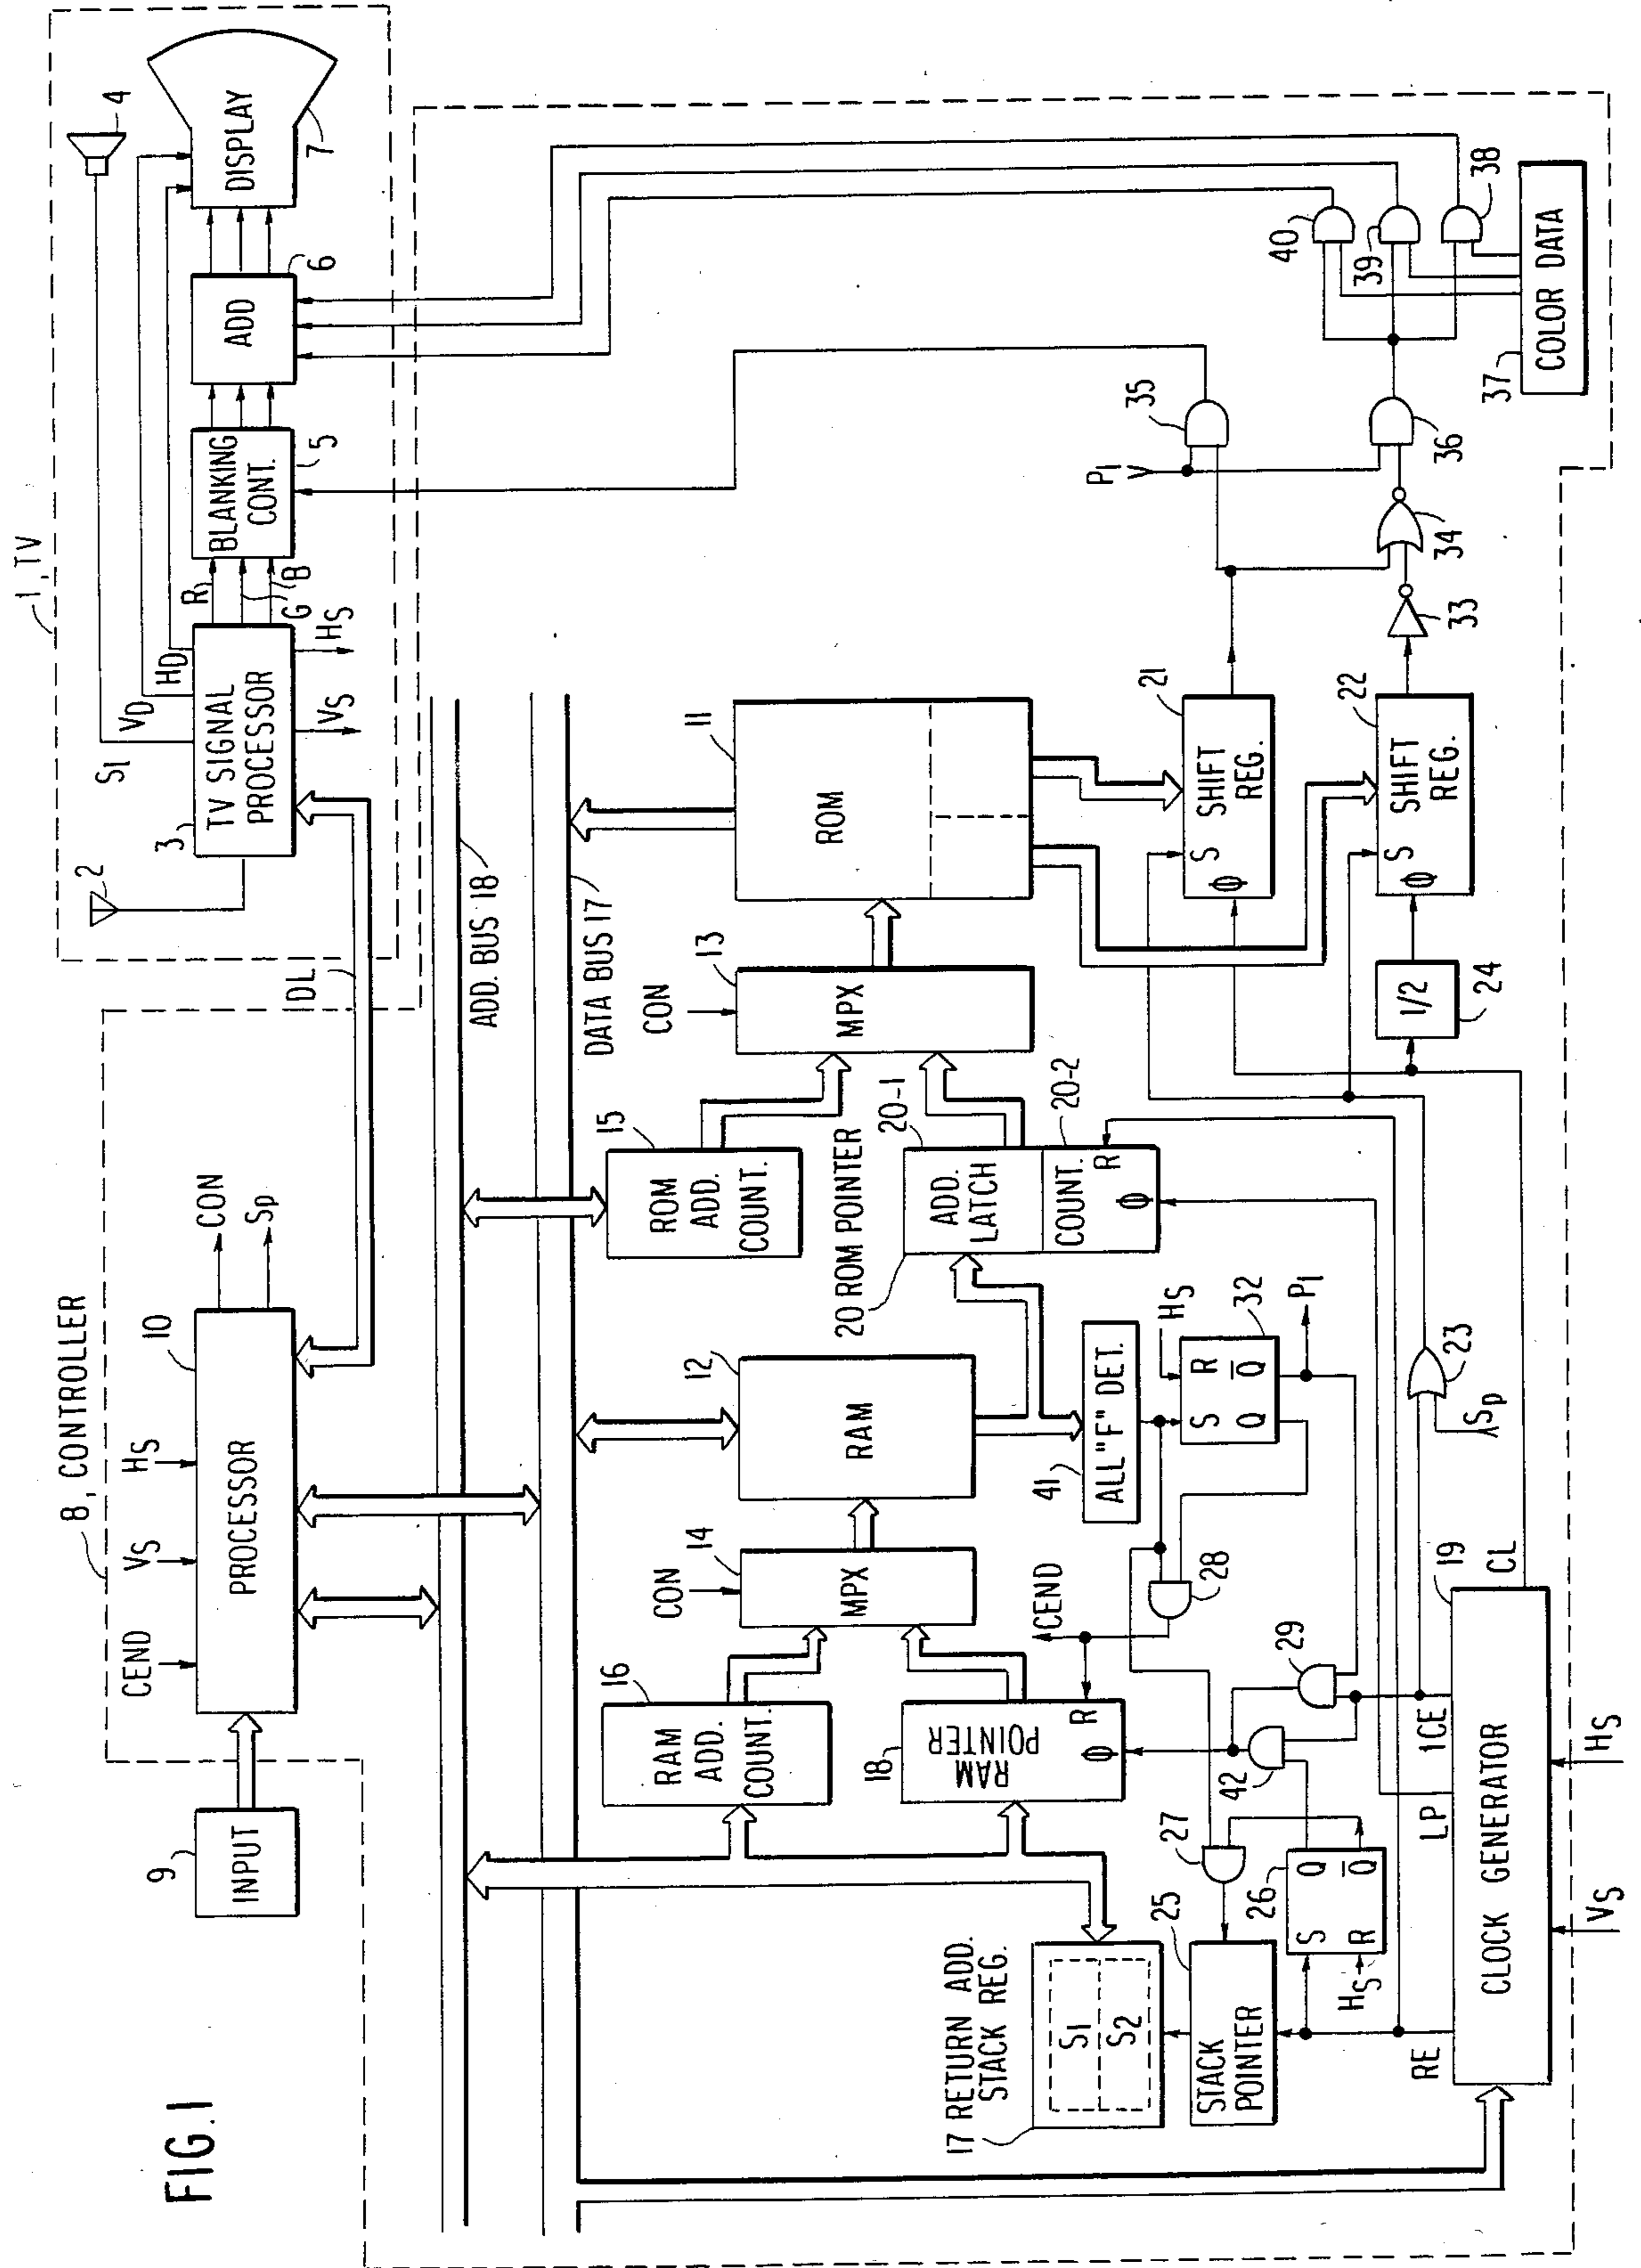 FIG.1
1, TV
2
S1
VD
HD
4
3
TV SIGNAL
PROCESSOR
R
G
B
BLANKING
CONT.
5
ADD
6
DISPLAY
7
VS
HS
DL
8, CONTROLLER
9
INPUT
CEND
VS
HS
10
PROCESSOR
CON
SP
ADD. BUS 18
DATA BUS 17
16
RAM
ADD.
COUNT.
CON
14
MPX
12
RAM
15
ROM
ADD.
COUNT.
CON
13
MPX
11
ROM
18
RAM
POINTER
R
Φ
20 ROM POINTER
20-1
ADD.
LATCH
20-2
COUNT.
R
Φ
17 RETURN ADD.
STACK REG.
S1
S2
25
STACK
POINTER
27
26
S
Q
R
Q̅
HS
42
29
CEND
28
41
ALL "F" DET.
HS
32
S
R
Q
Q̅
P1
23
SP
21
S
Φ
SHIFT
REG.
22
S
Φ
SHIFT
REG.
1/2
24
33
34
P1
35
36
40
39
38
37
COLOR DATA
RE
LP
1CE
CL
19
CLOCK GENERATOR
VS
HS